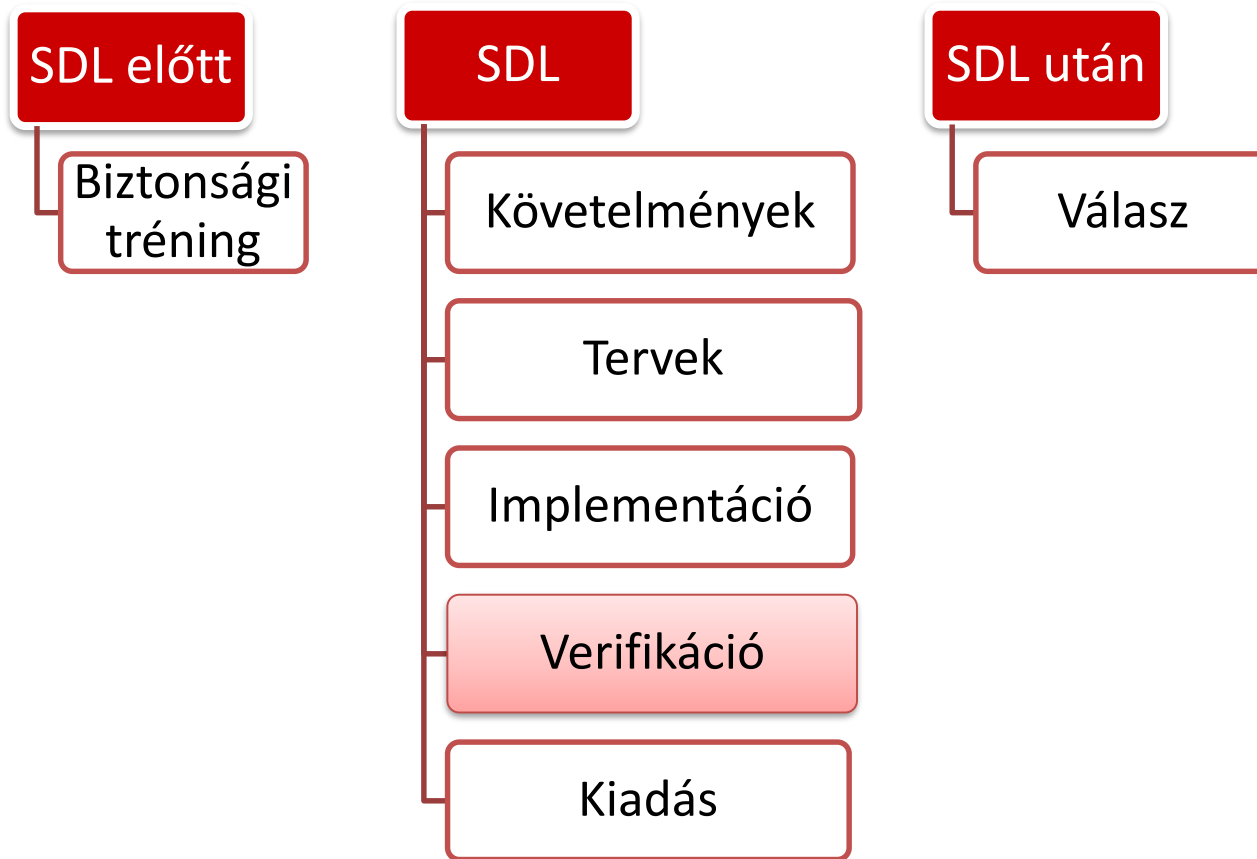 SDL előtt
Biztonsági
tréning
SDL
Követelmények
Tervek
Implementáció
Verifikáció
Kiadás
SDL után
Válasz